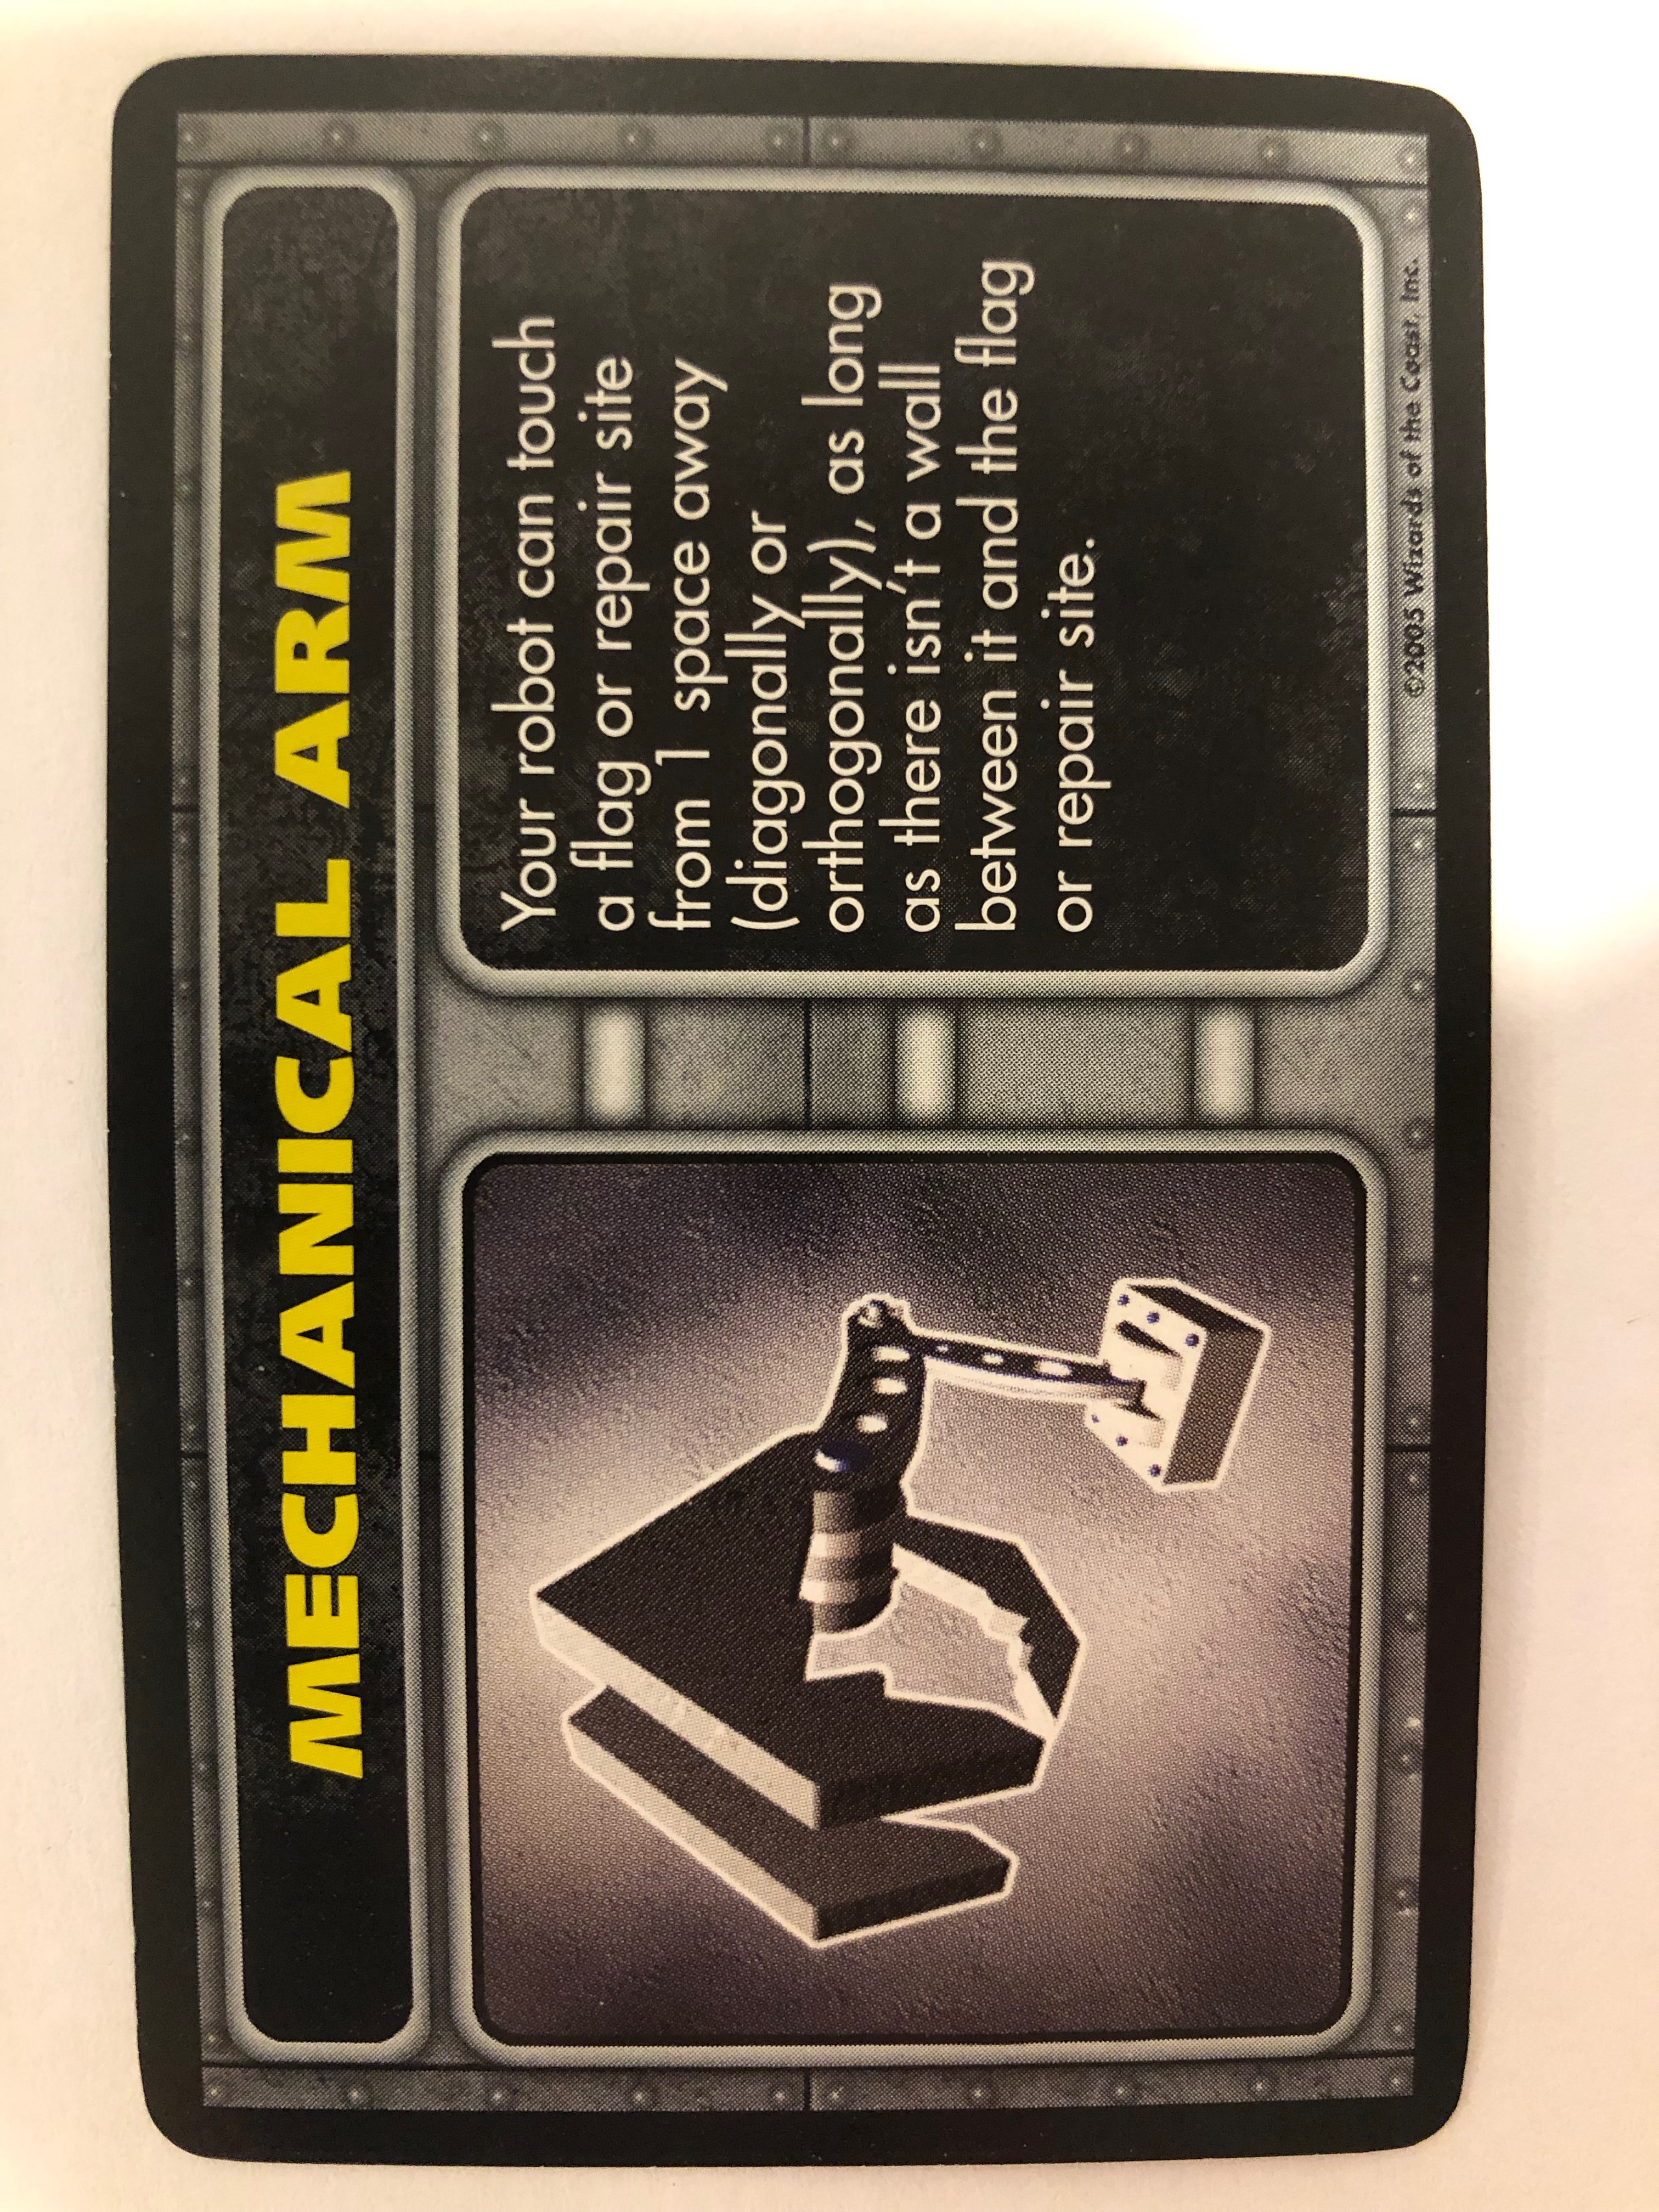 MECHANICAL ARM
Your robot can touch
a flag or repair site
from 1 space away
(diagonally or
orthogonally), as long
as there isn't a wall
between it and the flag
or repair site.
©2005 Wizards of the Coast, Inc.